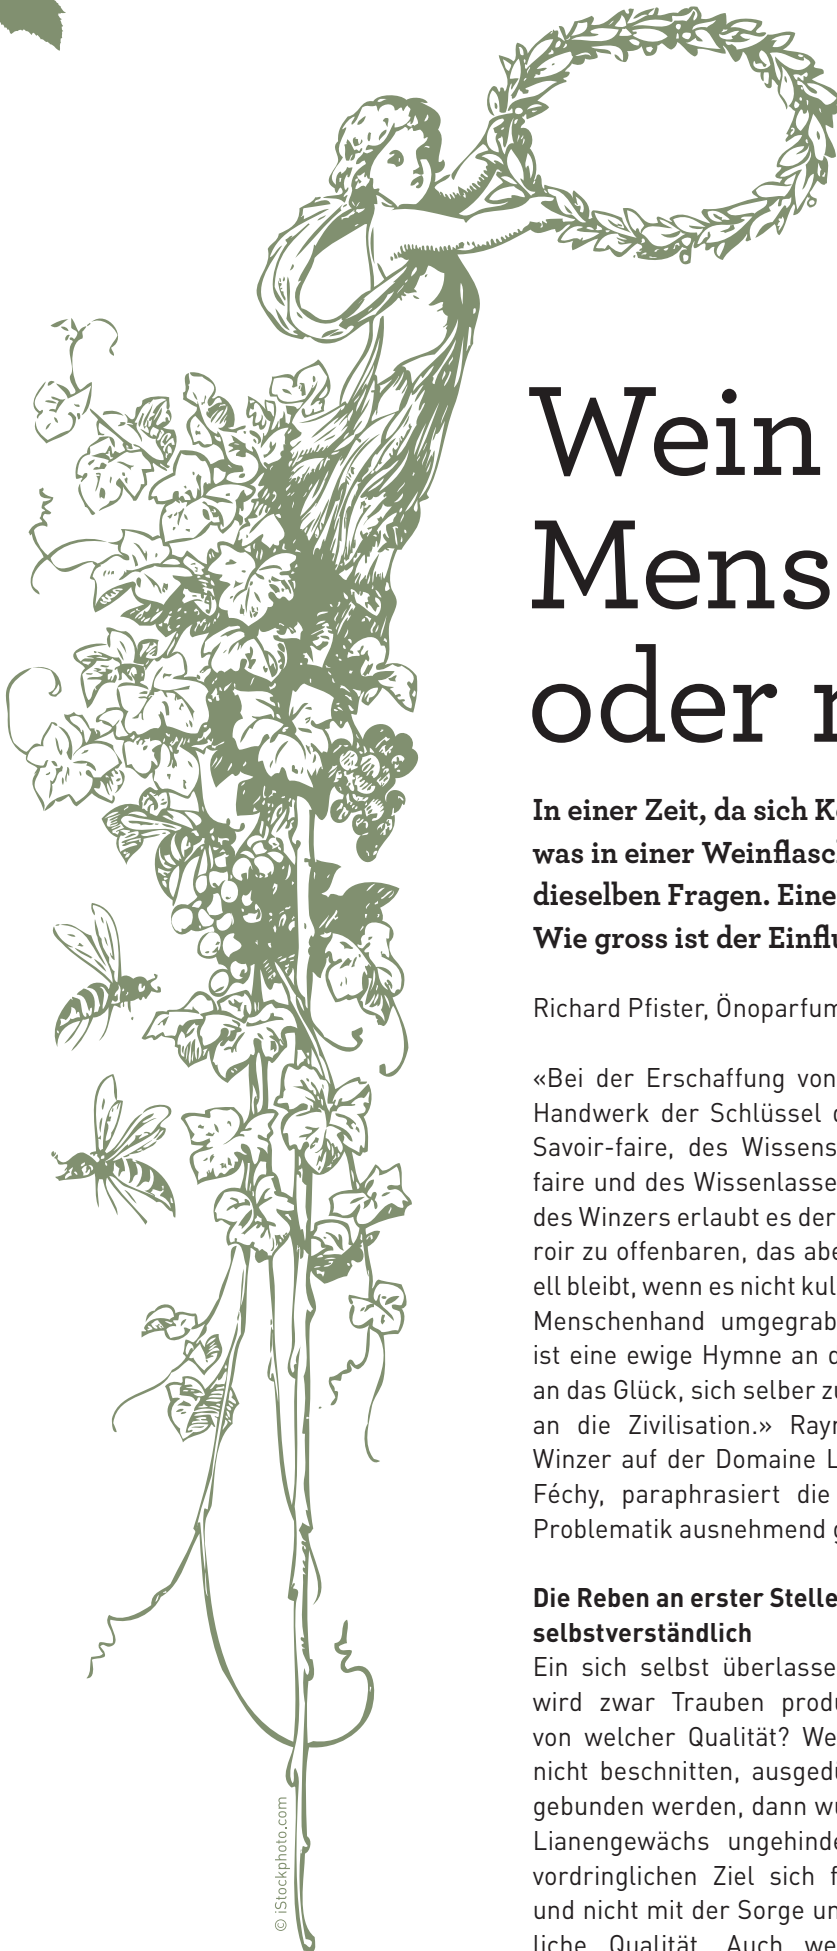 Wein
Mens
oder
In einer Zeit, da sich
was in einer Weinflasch
dieselben Fragen. Eine
Wie gross ist der Einflu
Richard Pfister, Önoparfum
«Bei der Erschaffung von
Handwerk der Schlüssel
Savoir-faire, des Wissens
faire und des Wissenlasse
des Winzers erlaubt es der
roir zu offenbaren, das abe
ell bleibt, wenn es nicht kul
Menschenhand umgegrab
ist eine ewige Hymne an d
an das Glück, sich selber zu
an die Zivilisation.» Rayr
Winzer auf der Domaine L
Féchy, paraphrasiert die
Problematik ausnehmend g
Die Reben an erster Stelle
selbstverständlich
Ein sich selbst überlasse
wird zwar Trauben produ
von welcher Qualität? We
nicht beschnitten, ausgedü
gebunden werden, dann wu
Lianengewächs ungehinde
vordringlichen Ziel sich f
und nicht mit der Sorge un
liche Qualität. Auch we
© iStockphoto.com